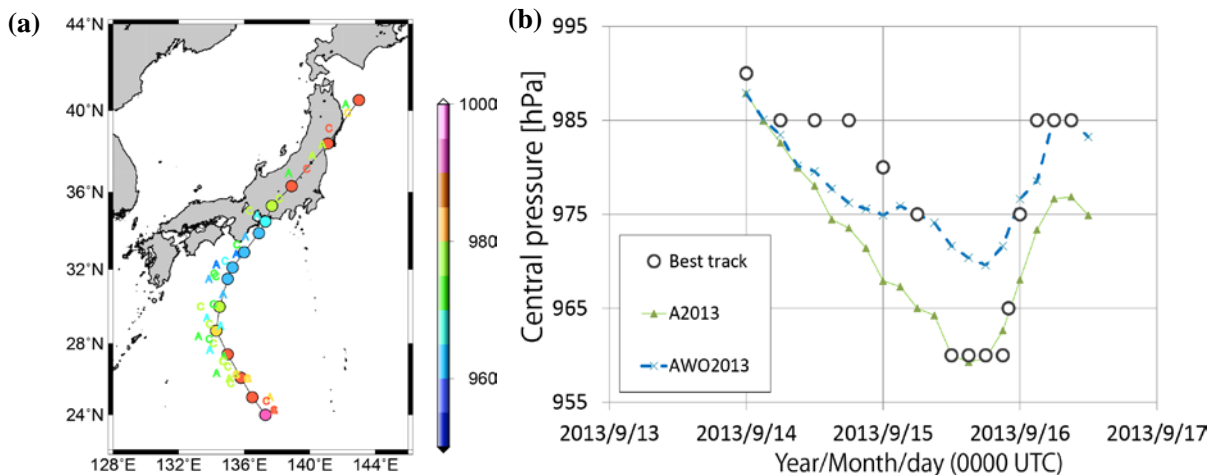 (a)
44°N
40°N
36°N
32°N
28°N
24°N
128°E 132°E 136°E 140°E 144°E
1000
980
960
(b)
995
985
975
965
955
Central pressure [hPa]
Best track
A2013
AWO2013
2013/9/13 2013/9/14 2013/9/15 2013/9/16 2013/9/17
Year/Month/day (0000 UTC)